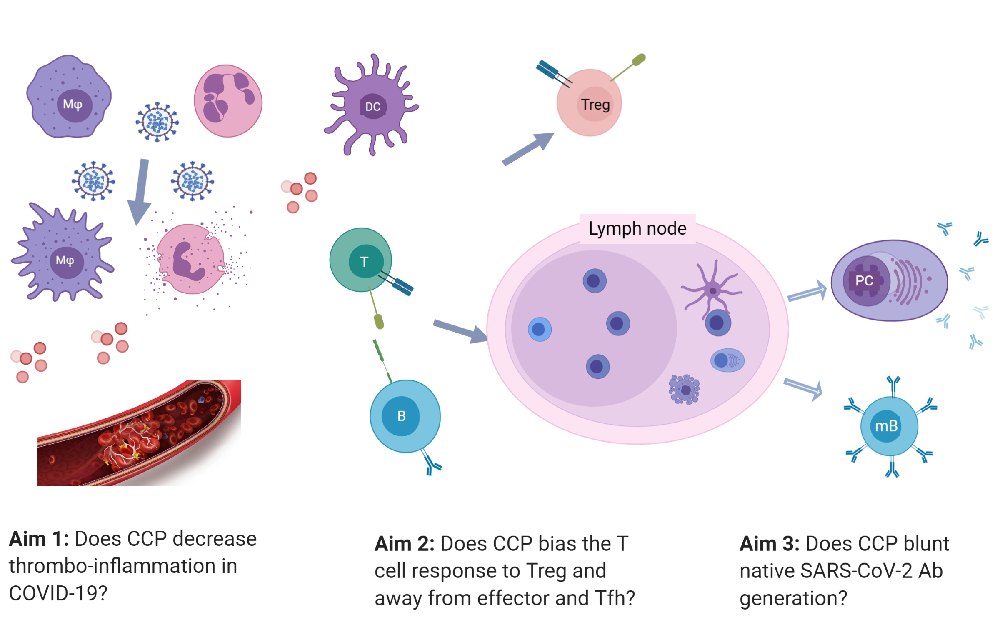 Mφ
DC
Treg
Mφ
T
Lymph node
PC
B
mB
Aim 1: Does CCP decrease
thrombo-inflammation in
COVID-19?
Aim 2: Does CCP bias the T
cell response to Treg and
away from effector and Tfh?
Aim 3: Does CCP blunt
native SARS-CoV-2 Ab
generation?